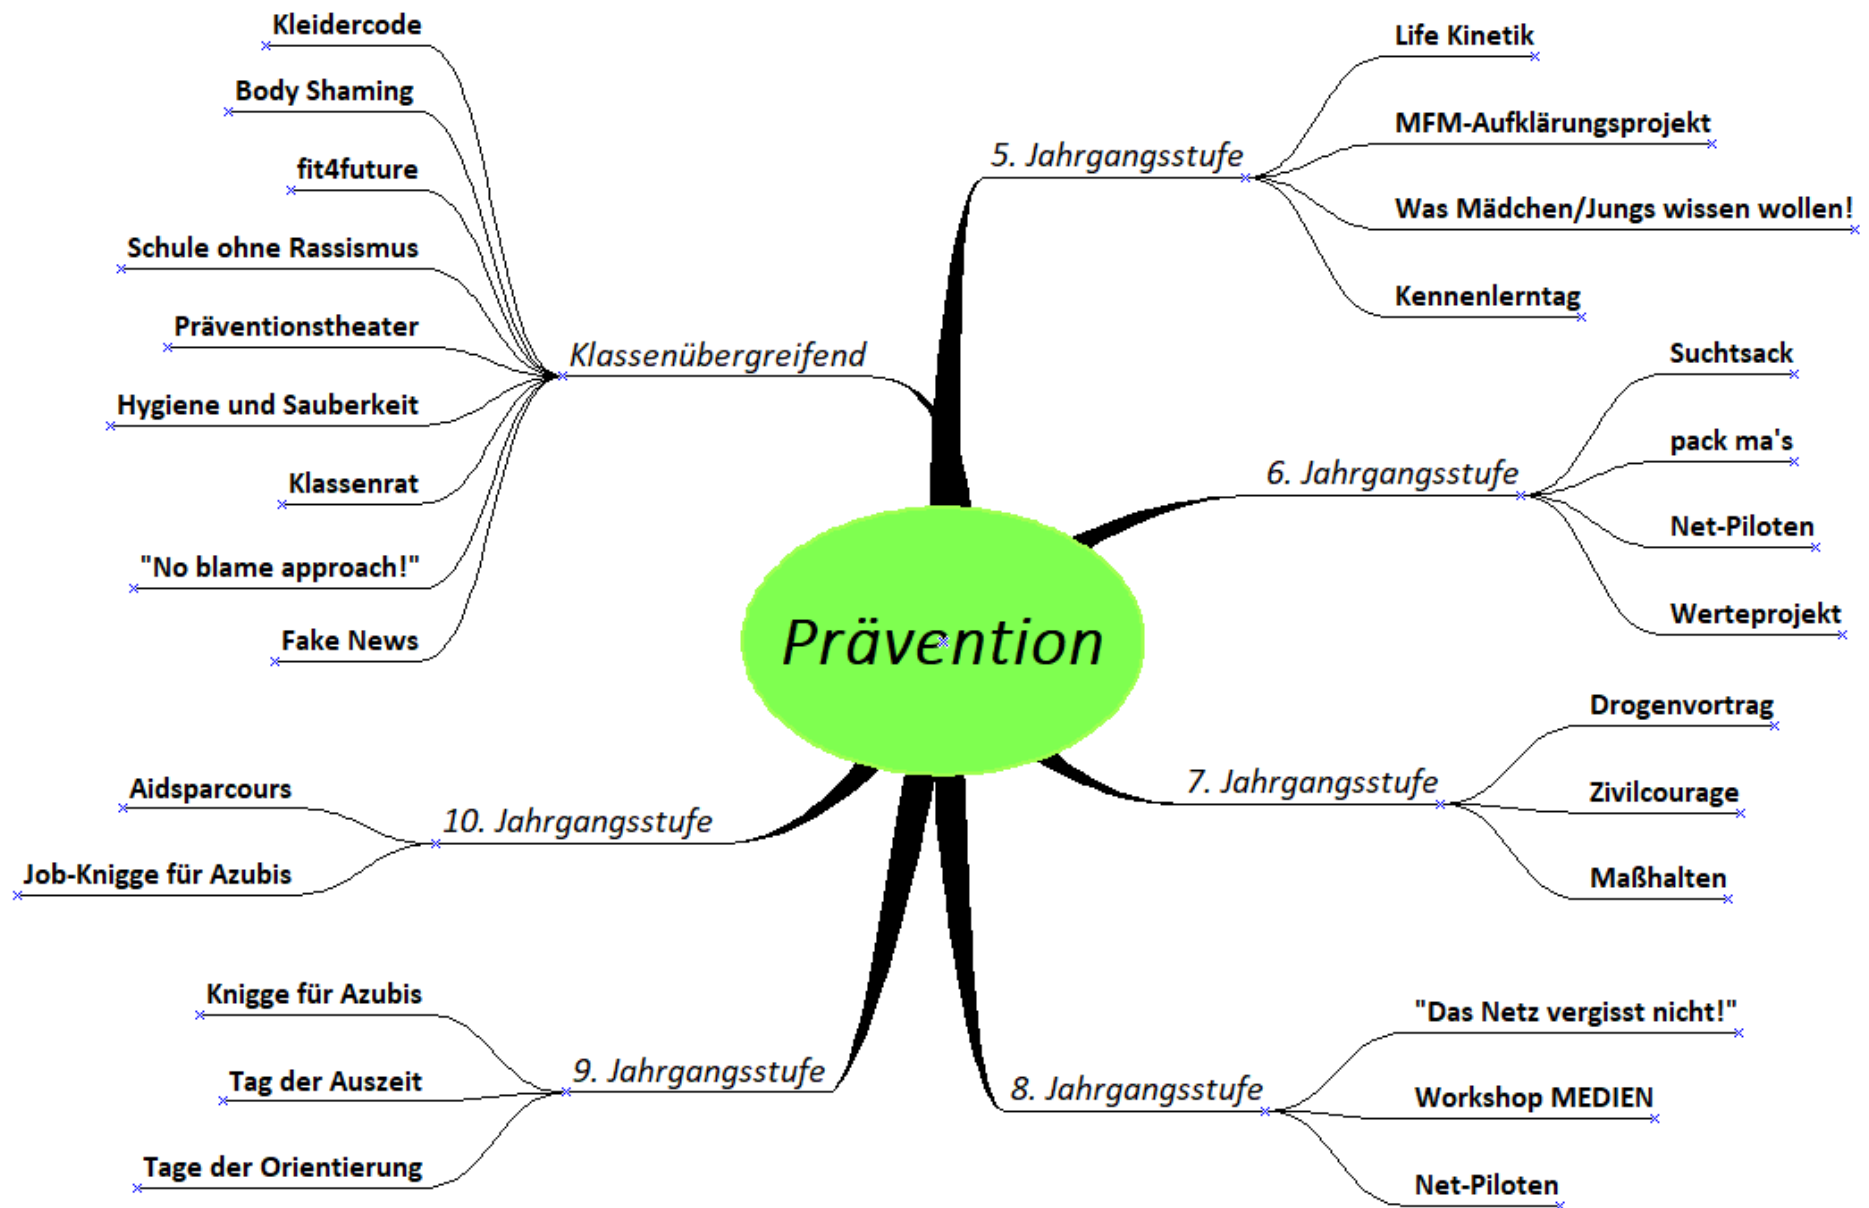 Prävention
5. Jahrgangsstufe
Life Kinetik
MFM-Aufklärungsprojekt
Was Mädchen/Jungs wissen wollen!
Kennenlerntag
6. Jahrgangsstufe
Suchtsack
pack ma's
Net-Piloten
Werteprojekt
7. Jahrgangsstufe
Drogenvortrag
Zivilcourage
Maßhalten
8. Jahrgangsstufe
"Das Netz vergisst nicht!"
Workshop MEDIEN
Net-Piloten
9. Jahrgangsstufe
Knigge für Azubis
Tag der Auszeit
Tage der Orientierung
10. Jahrgangsstufe
Aidsparcours
Job-Knigge für Azubis
Klassenübergreifend
Kleidercode
Body Shaming
fit4future
Schule ohne Rassismus
Präventionstheater
Hygiene und Sauberkeit
Klassenrat
"No blame approach!"
Fake News